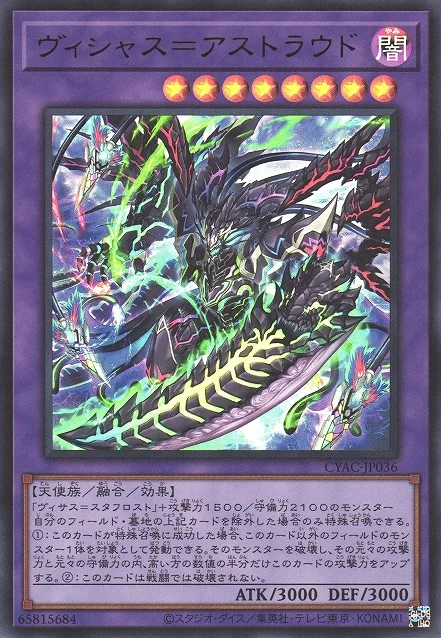 ヴィシャス＝アストラウド
闇
CYAC-JP036
【天使族／融合／効果】
「ヴィサス＝スタフロスト」＋攻撃力１５００／守備力２１００のモンスター
自分のフィールド・墓地の上記カードを除外した場合のみ特殊召喚できる。
①：このカードが特殊召喚に成功した場合、このカード以外のフィールドのモン
スター１体を対象として発動できる。そのモンスターを破壊し、その元々の攻撃
力と元々の守備力の内、高い方の数値の半分だけこのカードの攻撃力をアップ
する。②：このカードは戦闘では破壊されない。
ATK/3000 DEF/3000
65815684 ©スタジオ・ダイス／集英社・テレビ東京・KONAMI